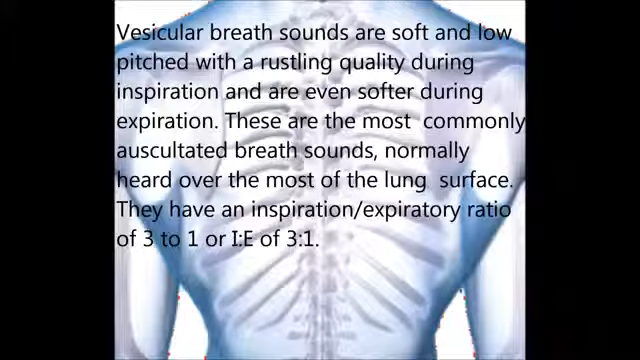 Vesicular breath sounds are soft and low
pitched with a rustling quality during
inspiration and are even softer during
expiration. These are the most  commonly
auscultated breath sounds, normally
heard over the most of the lung  surface.
They have an inspiration/expiratory ratio
of 3 to 1 or I:E of 3:1.